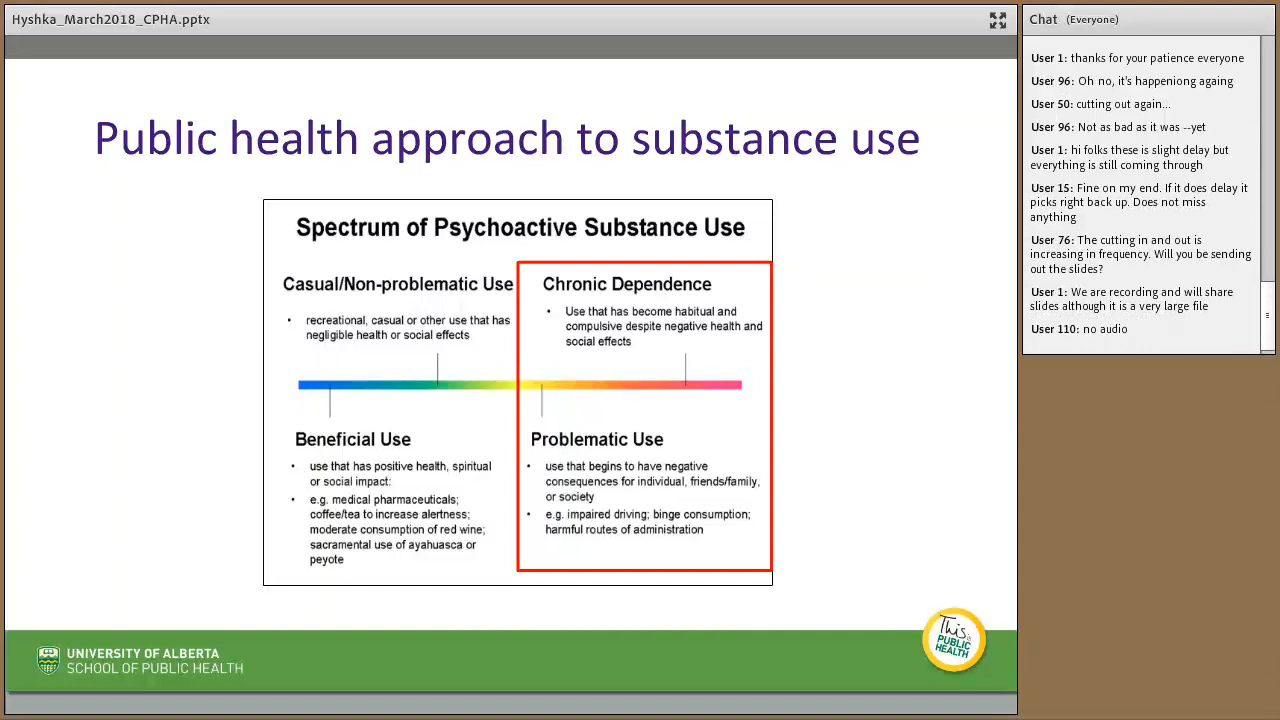 Hyshka_March2018_CPHA.pptx
Public health approach to substance use
Spectrum of Psychoactive Substance Use
Casual/Non-problematic Use
• recreational, casual or other use that has
negligible health or social effects
Chronic Dependence
• Use that has become habitual and
compulsive despite negative health and
social effects
Beneficial Use
• use that has positive health, spiritual
or social impact:
• e.g. medical pharmaceuticals;
coffee/tea to increase alertness;
moderate consumption of red wine;
sacramental use of ayahuasca or
peyote
Problematic Use
• use that begins to have negative
consequences for individual, friends/family,
or society
• e.g. impaired driving; binge consumption;
harmful routes of administration
UNIVERSITY OF ALBERTA
SCHOOL OF PUBLIC HEALTH
This is
PUBLIC
HEALTH
Chat (Everyone)
User 1: thanks for your patience everyone
User 96: Oh no, it's happeniong againg
User 50: cutting out again...
User 96: Not as bad as it was --yet
User 1: hi folks these is slight delay but
everything is still coming through
User 15: Fine on my end. If it does delay it
picks right back up. Does not miss
anything
User 76: The cutting in and out is
increasing in frequency. Will you be sending
out the slides?
User 1: We are recording and will share
slides although it is a very large file
User 110: no audio